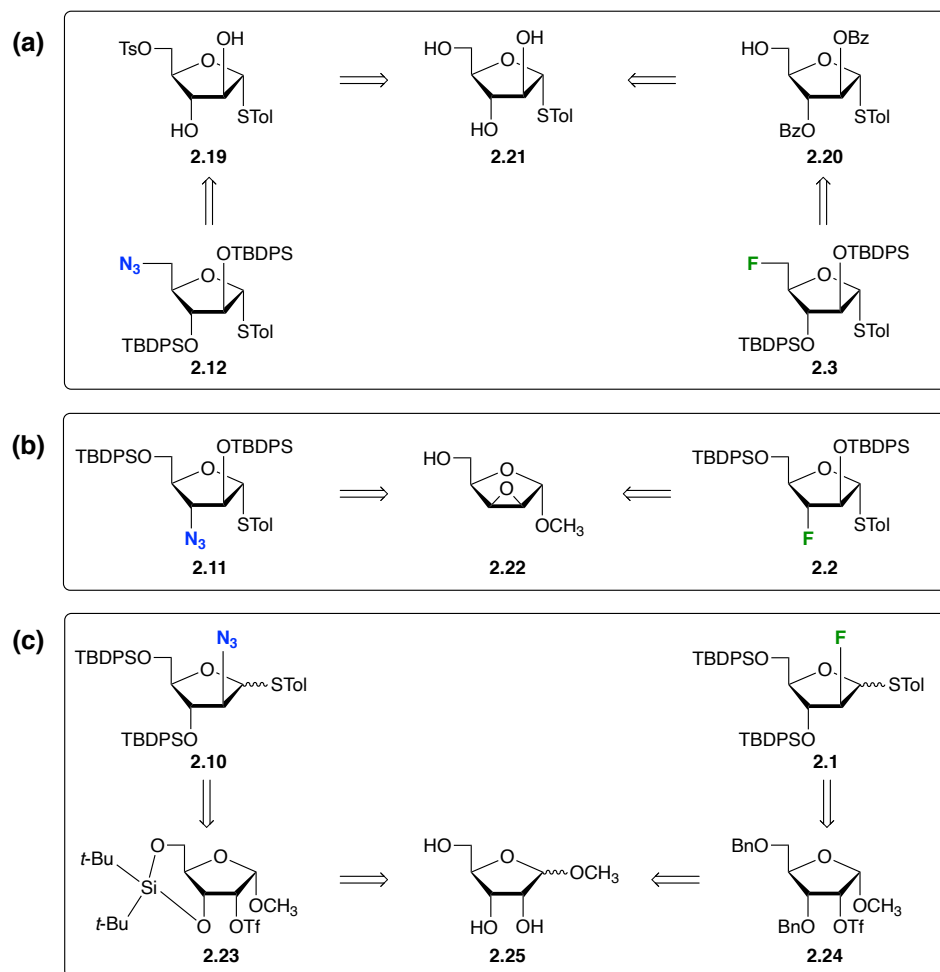 (a)
TsO
OH
O
STol
HO
2.19
HO
OH
O
STol
HO
2.21
HO
OBz
O
STol
BzO
2.20
N3
OTBDPS
O
STol
TBDPSO
2.12
F
OTBDPS
O
STol
TBDPSO
2.3
(b)
TBDPSO
OTBDPS
O
STol
N3
2.11
HO
O
O
OCH3
2.22
TBDPSO
OTBDPS
O
STol
F
2.2
(c)
N3
TBDPSO
O
STol
TBDPSO
2.10
F
TBDPSO
O
STol
TBDPSO
2.1
t-Bu
O
O
Si
t-Bu
O
OCH3
OTf
2.23
HO
O
OCH3
HO
OH
2.25
BnO
O
OCH3
BnO
OTf
2.24